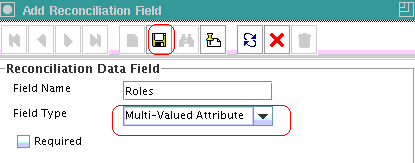 Add Reconciliation Field
Reconciliation Data Field
Field Name
Roles
Field Type
Multi-Valued Attribute
Required